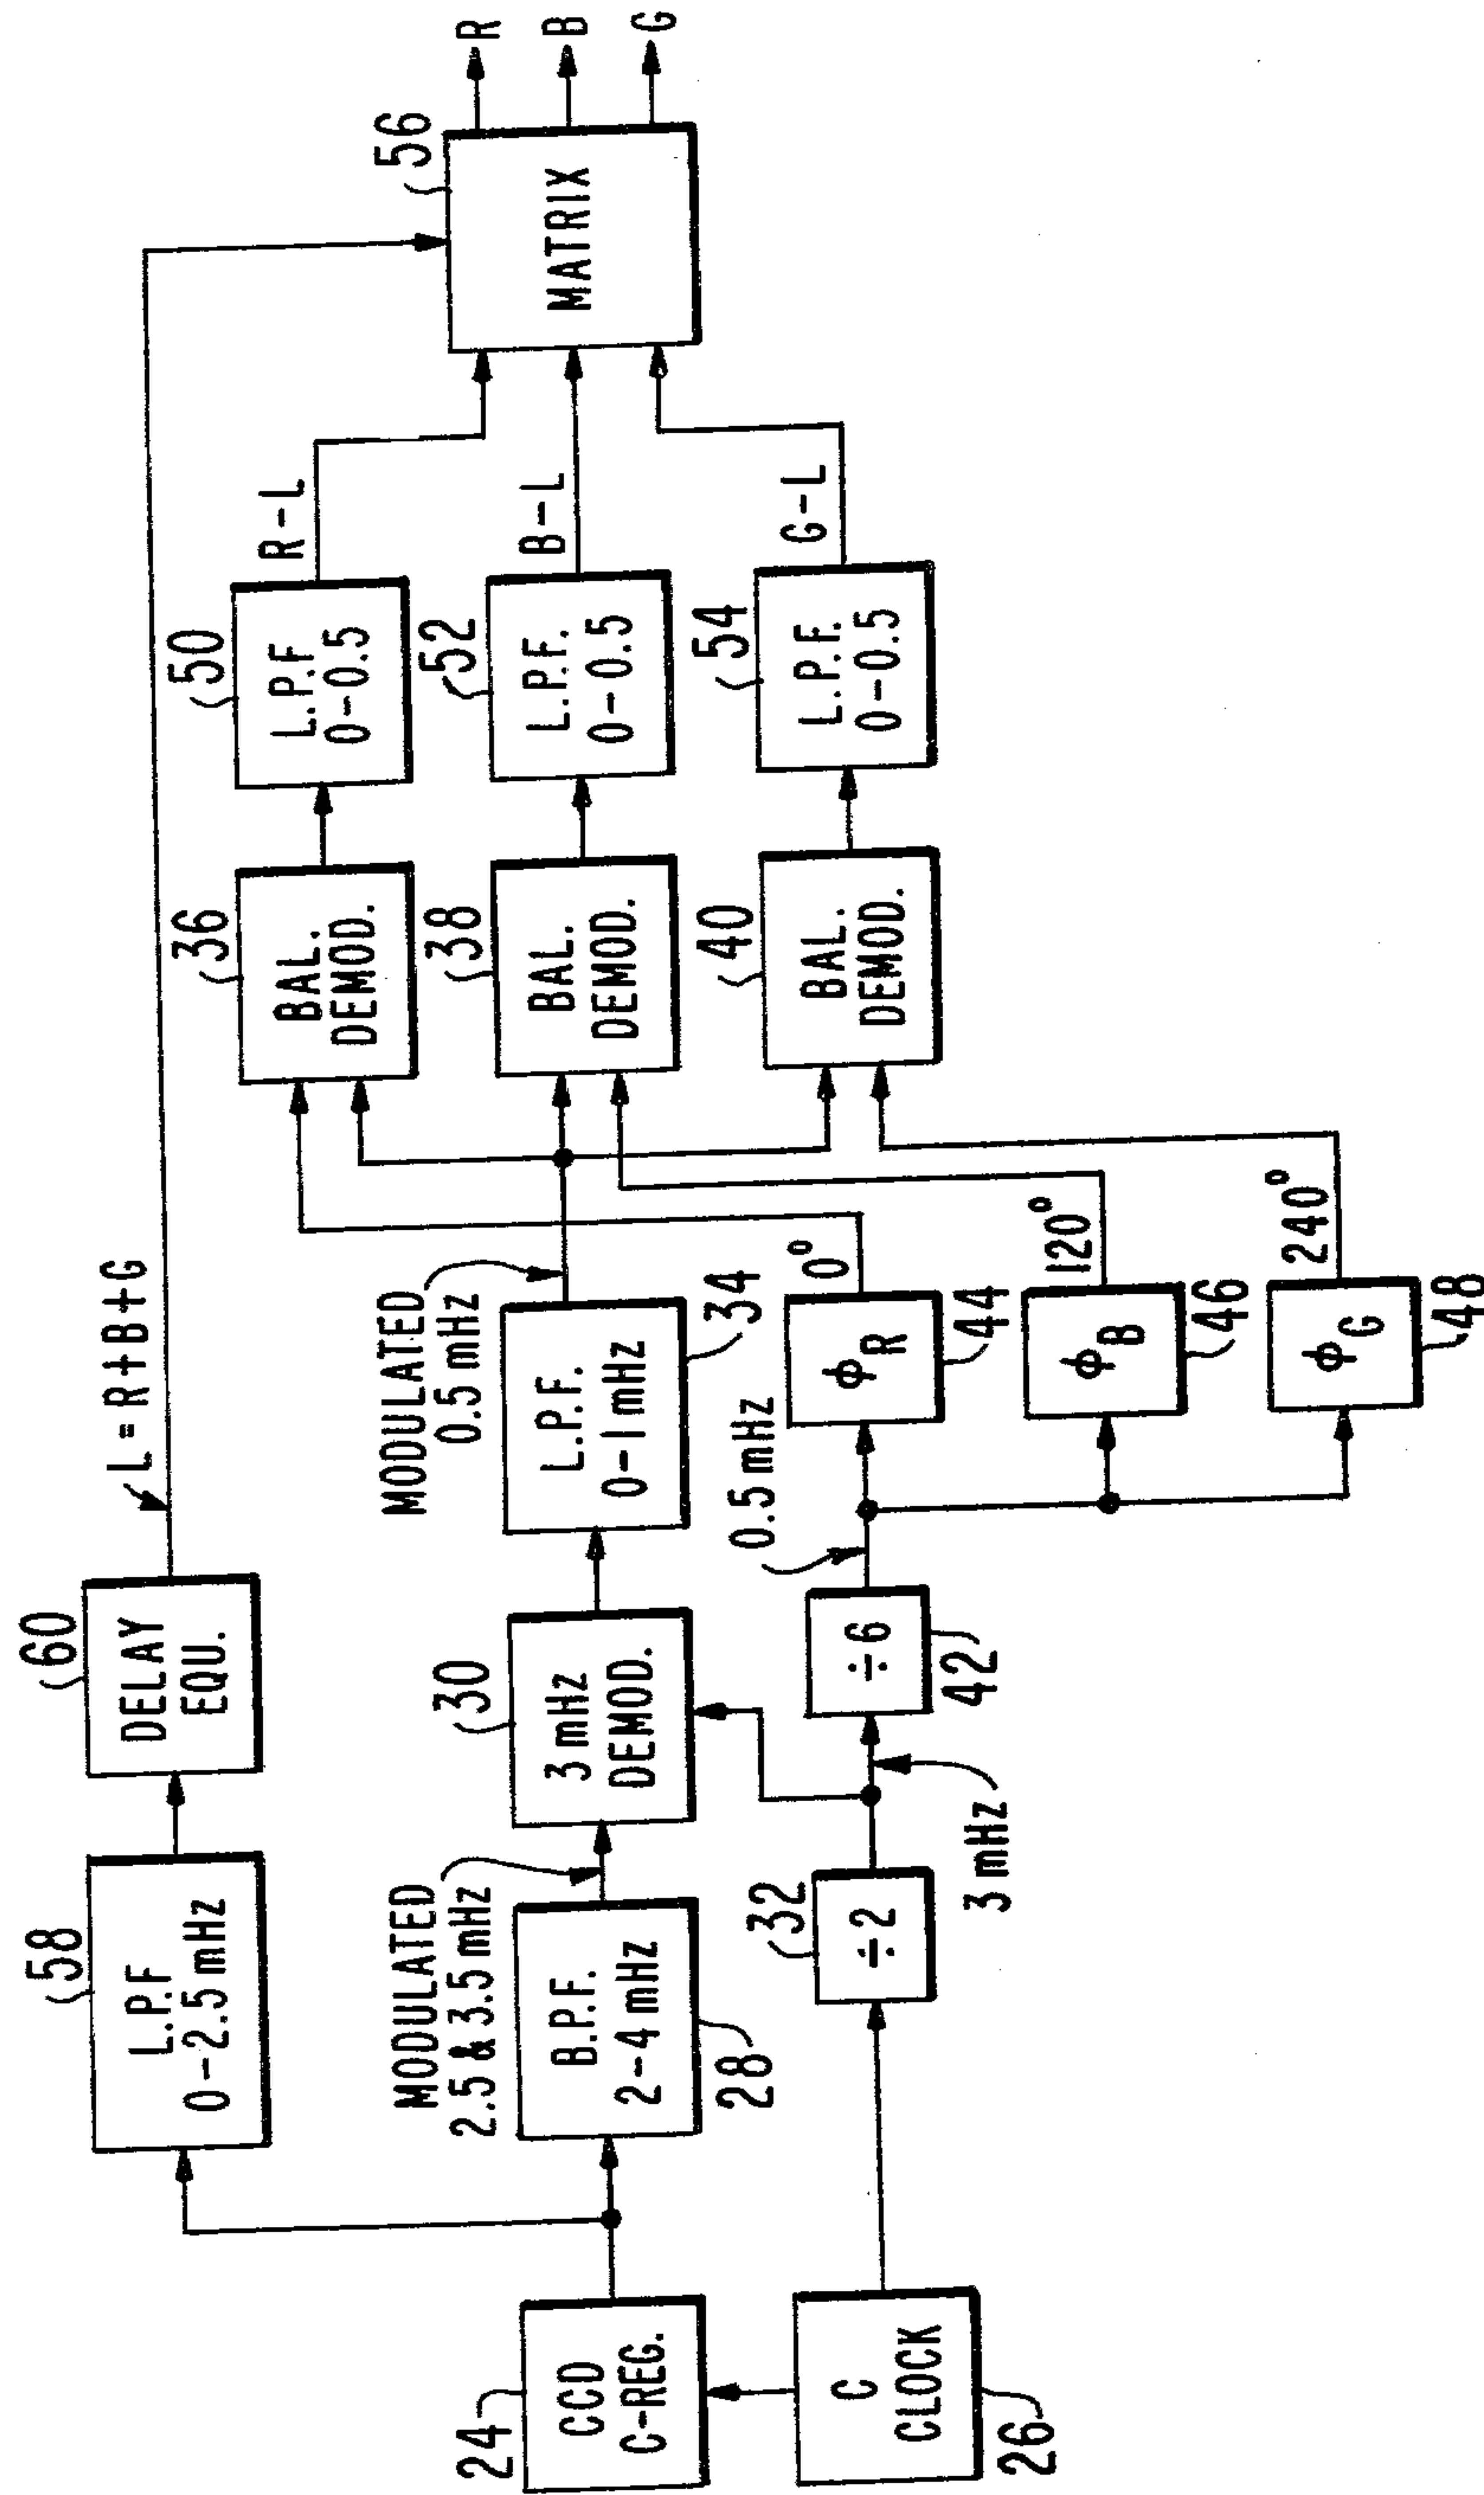 58
L.P.F
0-2.5 mHz
60
DELAY
EQU.
L = R+B+G
24
CCD
C-REG.
MODULATED
2.5 & 3.5 mHz
B.P.F.
2-4 mHz
28
30
3 mHz
DEMOD.
MODULATED
0.5 mHz
L.P.F.
0-1 mHz
34
C
CLOCK
26
32
÷2
3 mHz
÷6
42
0.5 mHz
ϕR
44
0°
ϕB
46
120°
ϕG
48
240°
36
BAL.
DEMOD.
38
BAL.
DEMOD.
40
BAL.
DEMOD.
50
L.P.F
0-0.5
R-L
52
L.P.F.
0-0.5
B-L
54
L.P.F.
0-0.5
G-L
56
MATRIX
R
B
G